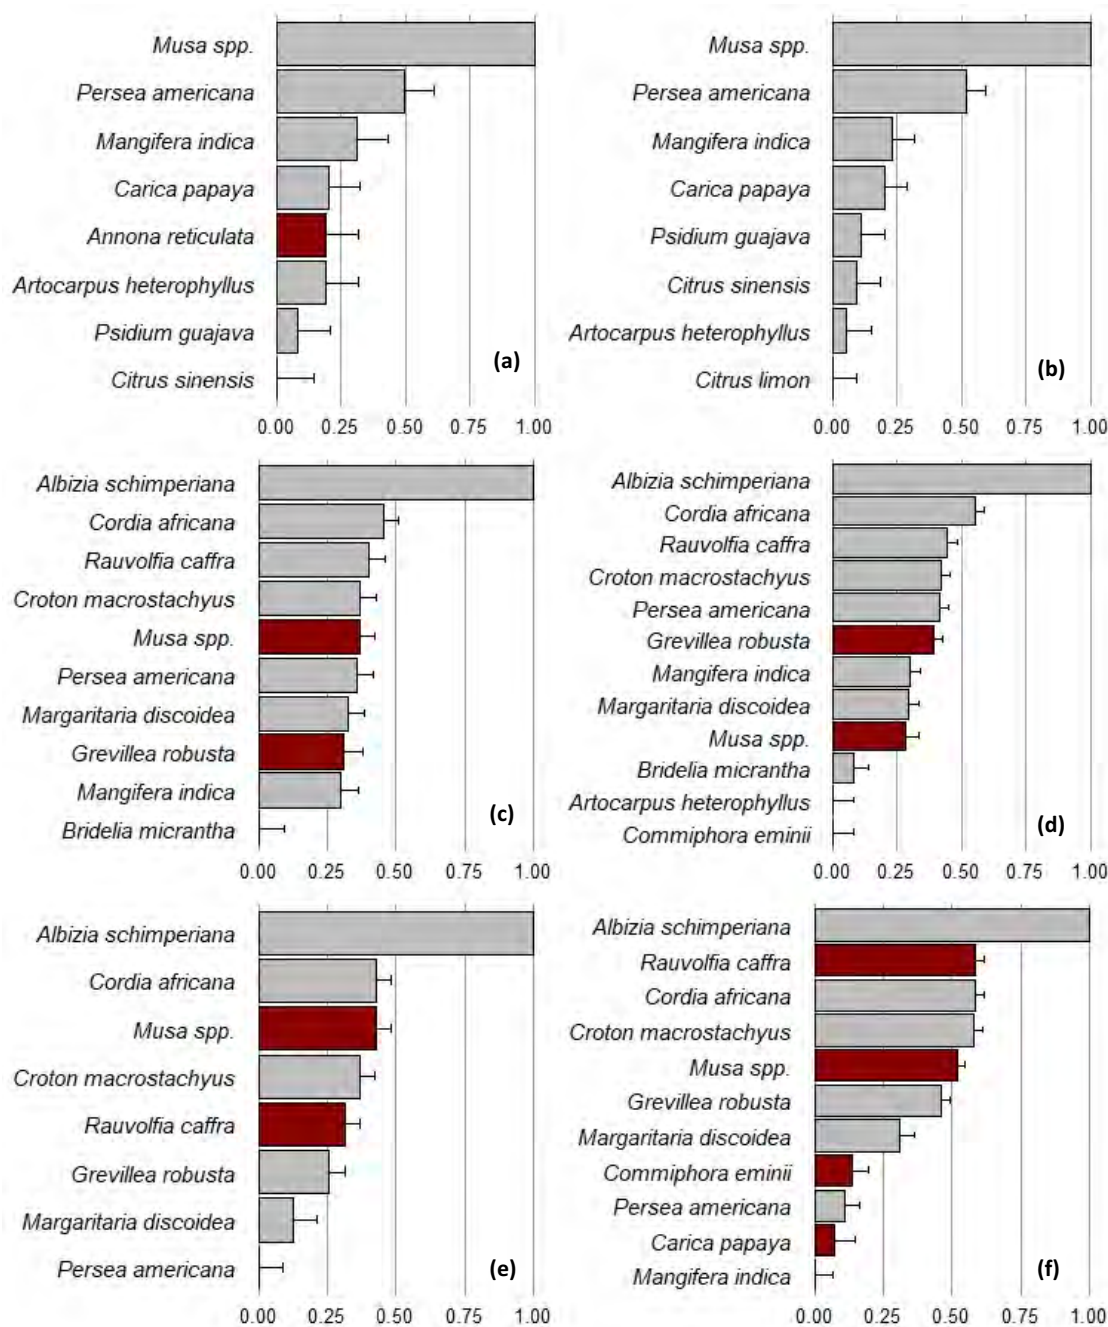 Musa spp.
Persea americana
Mangifera indica
Carica papaya
Annona reticulata
Artocarpus heterophyllus
Psidium guajava
Citrus sinensis
(a)
0.00 0.25 0.50 0.75 1.00
Musa spp.
Persea americana
Mangifera indica
Carica papaya
Psidium guajava
Citrus sinensis
Artocarpus heterophyllus
Citrus limon
(b)
0.00 0.25 0.50 0.75 1.00
Albizia schimperiana
Cordia africana
Rauvolfia caffra
Croton macrostachyus
Musa spp.
Persea americana
Margaritaria discoidea
Grevillea robusta
Mangifera indica
Bridelia micrantha
(c)
0.00 0.25 0.50 0.75 1.00
Albizia schimperiana
Cordia africana
Rauvolfia caffra
Croton macrostachyus
Persea americana
Grevillea robusta
Mangifera indica
Margaritaria discoidea
Musa spp.
Bridelia micrantha
Artocarpus heterophyllus
Commiphora eminii
(d)
0.00 0.25 0.50 0.75 1.00
Albizia schimperiana
Cordia africana
Musa spp.
Croton macrostachyus
Rauvolfia caffra
Grevillea robusta
Margaritaria discoidea
Persea americana
(e)
0.00 0.25 0.50 0.75 1.00
Albizia schimperiana
Rauvolfia caffra
Cordia africana
Croton macrostachyus
Musa spp.
Grevillea robusta
Margaritaria discoidea
Commiphora eminii
Persea americana
Carica papaya
Mangifera indica
(f)
0.00 0.25 0.50 0.75 1.00